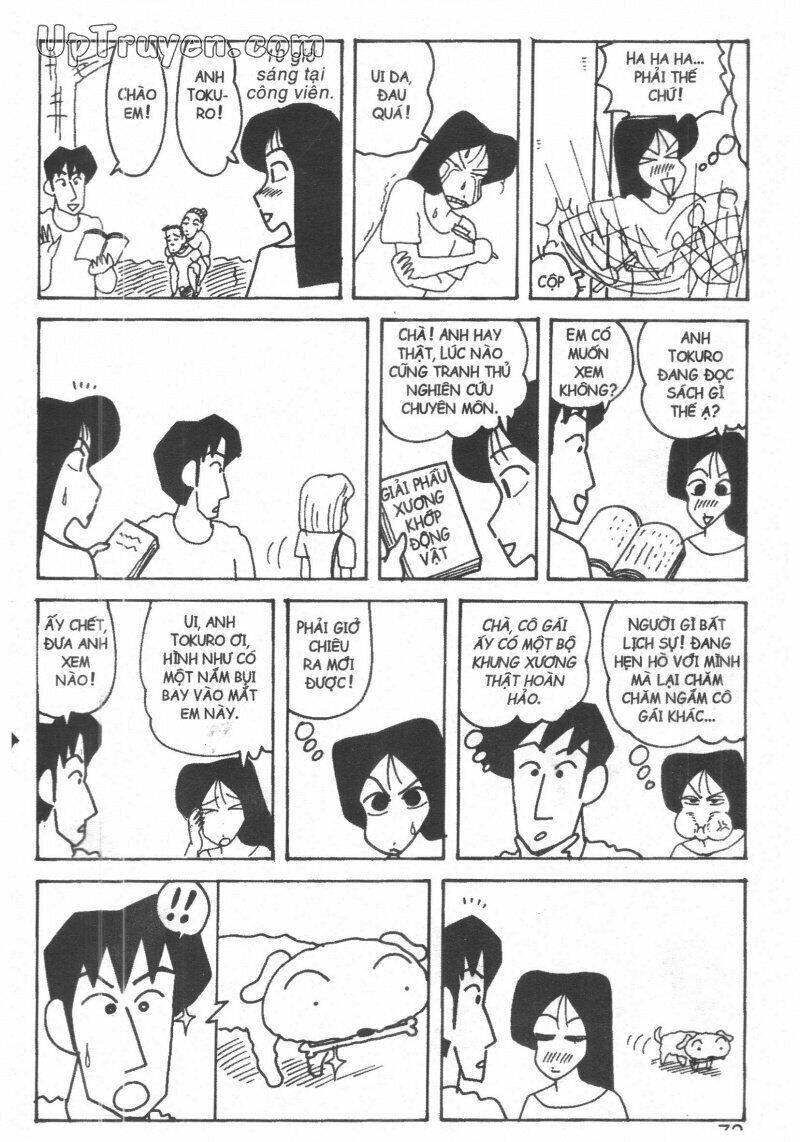 UpTruyen.com
HA HA HA...
PHẢI THẾ
CHỨ!
CỘP
UI DA,
ĐAU
QUÁ!
giờ
sáng tại
công viên.
ANH
TOKU-
RO!
CHÀO
EM!
ANH
TOKURO
ĐANG ĐỌC
SÁCH GÌ
THẾ Ạ?
EM CÓ
MUỐN
XEM
KHÔNG?
CHÀ! ANH HAY
THẬT, LÚC NÀO
CŨNG TRANH THỦ
NGHIÊN CỨU
CHUYÊN MÔN.
GIẢI PHẪU
XƯƠNG
KHỚP
ĐỘNG
VẬT
NGƯỜI GÌ BẤT
LỊCH SỰ! ĐANG
HẸN HÒ VỚI MÌNH
MÀ LẠI CHĂM
CHĂM NGẮM CÔ
GÁI KHÁC...
CHÀ, CÔ GÁI
ẤY CÓ MỘT BỘ
KHUNG XƯƠNG
THẬT HOÀN
HẢO.
PHẢI GIỞ
CHIÊU
RA MỚI
ĐƯỢC!
UI, ANH
TOKURO ƠI,
HÌNH NHƯ CÓ
MỘT NẮM BỤI
BAY VÀO MẮT
EM NÀY.
ẤY CHẾT,
ĐƯA ANH
XEM
NÀO!
!!